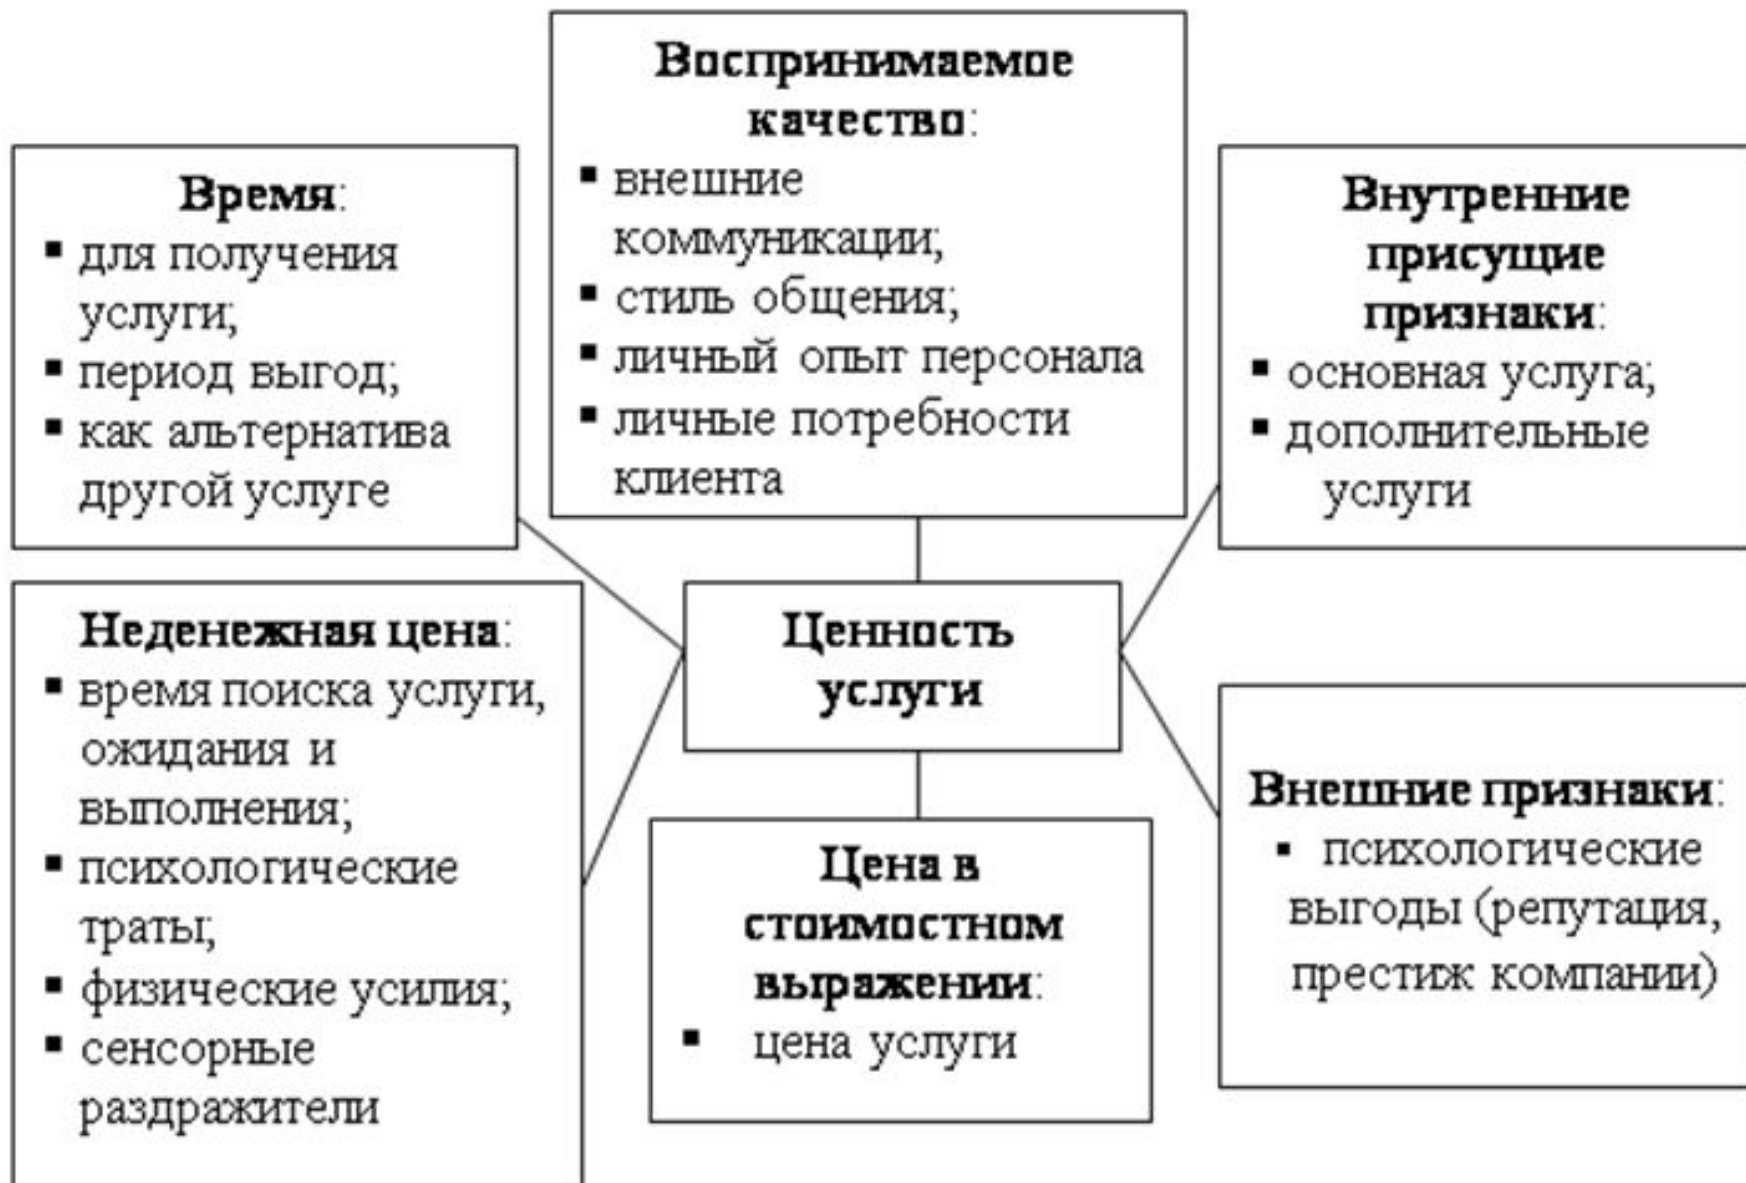 Воспринимаемое
качество:
▪ внешние
коммуникации;
▪ стиль общения;
▪ личный опыт персонала
▪ личные потребности
клиента
Время:
▪ для получения
услуги;
▪ период выгод;
▪ как альтернатива
другой услуге
Внутренние
присущие
признаки:
▪ основная услуга;
▪ дополнительные
услуги
Неденежная цена:
▪ время поиска услуги,
ожидания и
выполнения;
▪ психологические
траты;
▪ физические усилия;
▪ сенсорные
раздражители
Ценность
услуги
Цена в
стоимостном
выражении:
▪ цена услуги
Внешние признаки:
▪ психологические
выгоды (репутация,
престиж компании)